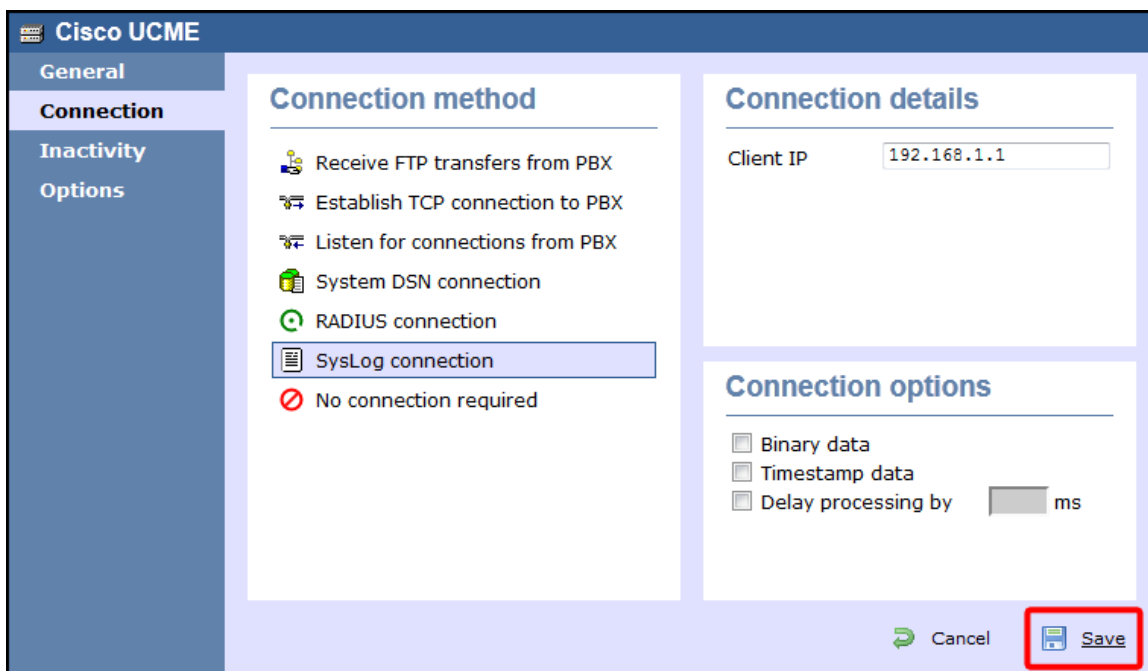 Cisco UCME
General
Connection
Inactivity
Options
Connection method
Receive FTP transfers from PBX
Establish TCP connection to PBX
Listen for connections from PBX
System DSN connection
RADIUS connection
SysLog connection
No connection required
Connection details
Client IP 192.168.1.1
Connection options
Binary data
Timestamp data
Delay processing by ms
Cancel Save